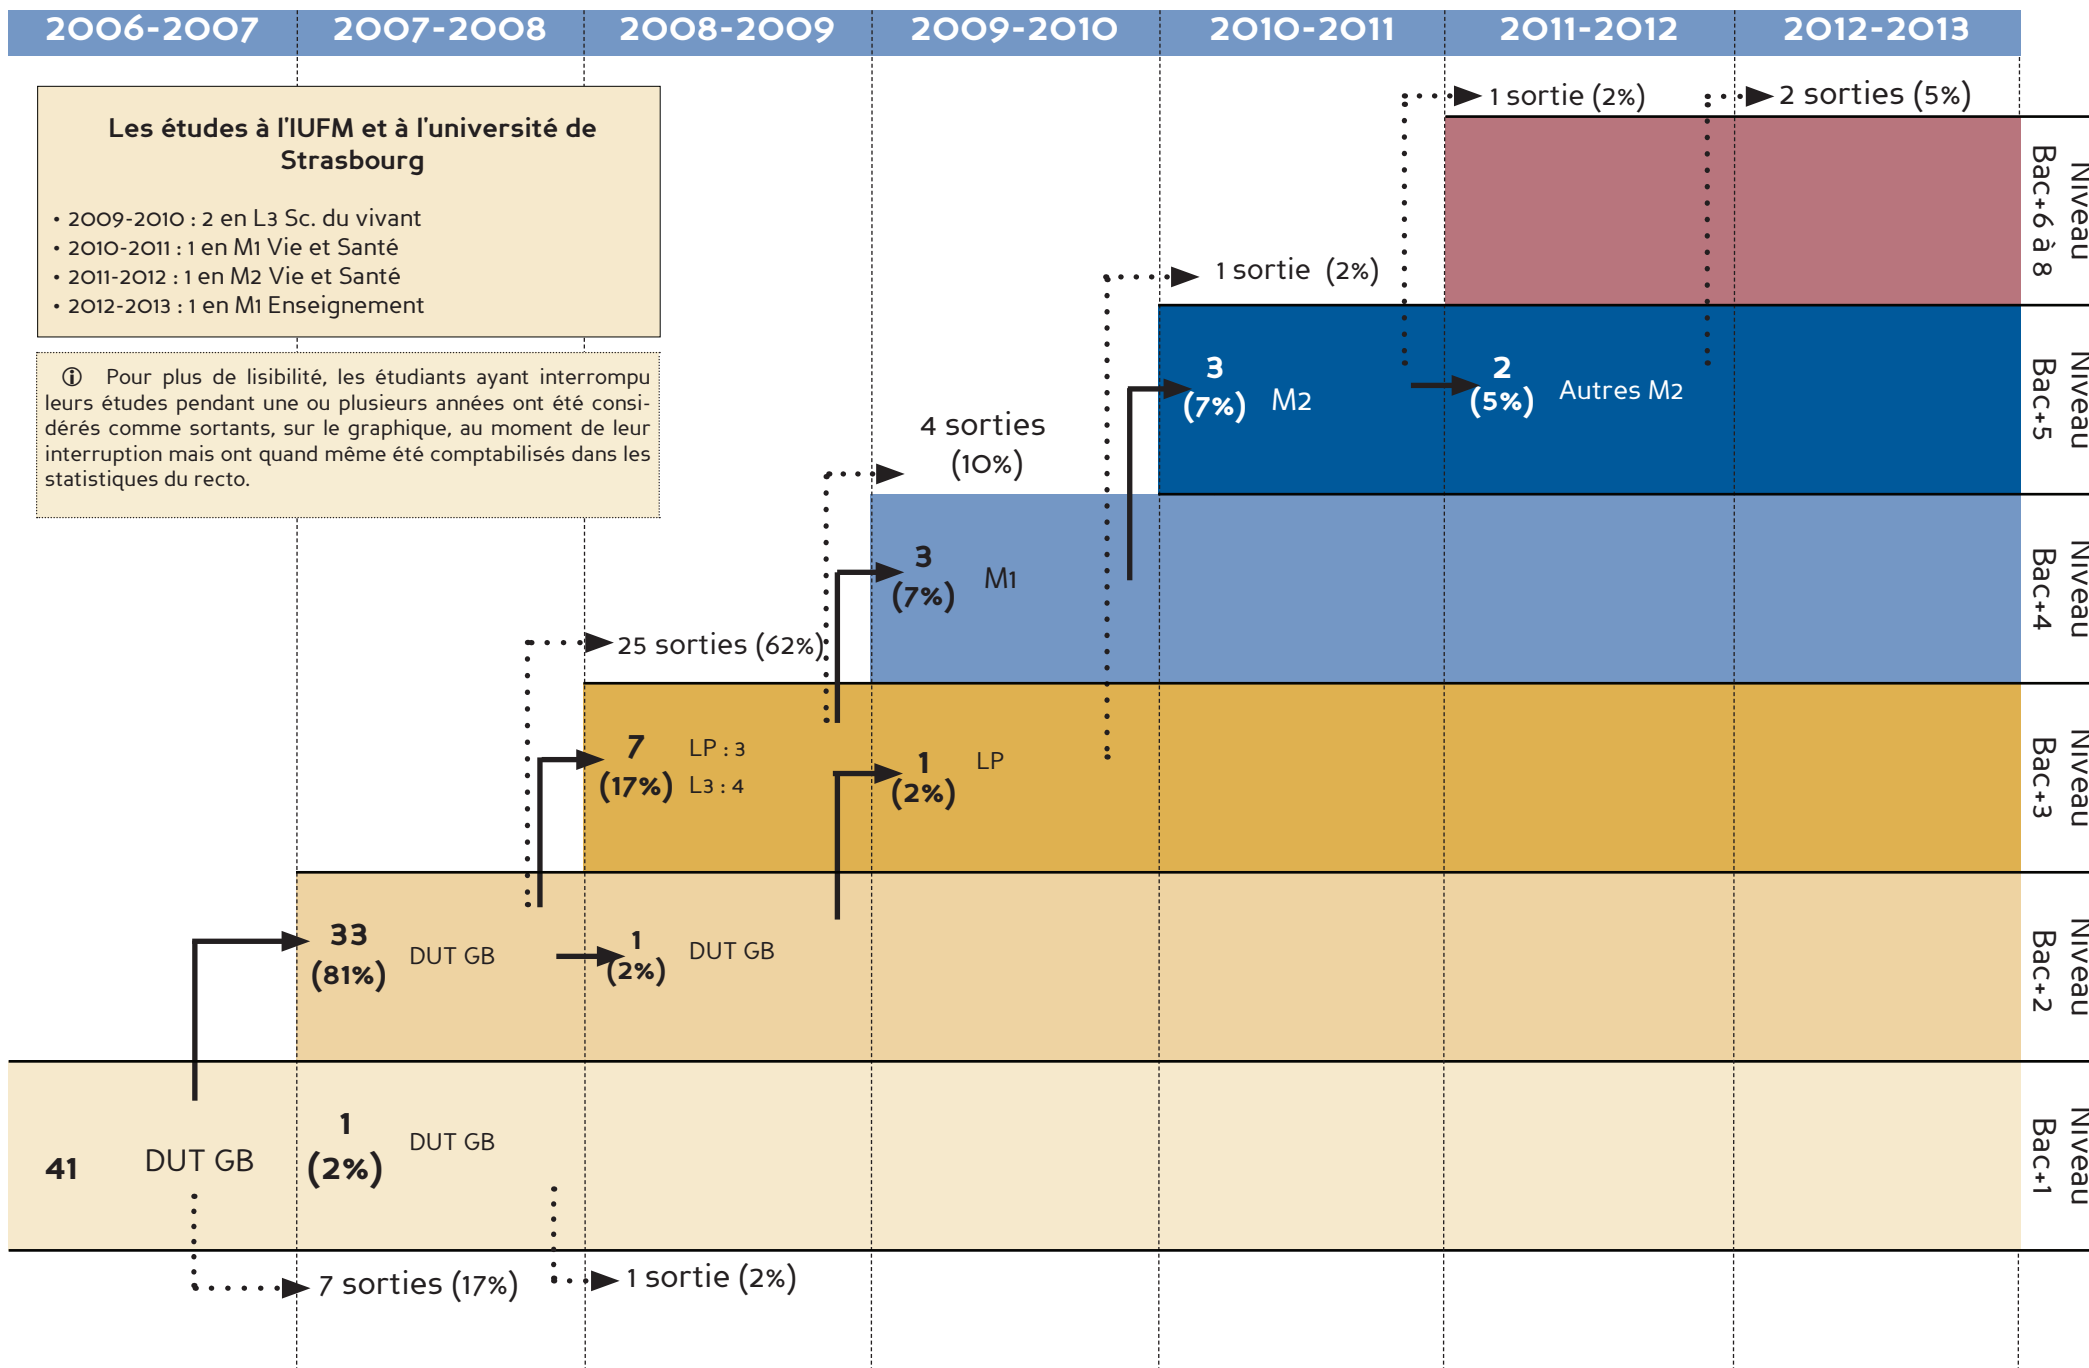 2006-2007 2007-2008 2008-2009 2009-2010 2010-2011 2011-2012 2012-2013
Les études à l'IUFM et à l'université de
Strasbourg
• 2009-2010 : 2 en L3 Sc. du vivant
• 2010-2011 : 1 en M1 Vie et Santé
• 2011-2012 : 1 en M2 Vie et Santé
• 2012-2013 : 1 en M1 Enseignement
ⓘ Pour plus de lisibilité, les étudiants ayant interrompu
leurs études pendant une ou plusieurs années ont été consi-
dérés comme sortants, sur le graphique, au moment de leur
interruption mais ont quand même été comptabilisés dans les
statistiques du recto.
1 sortie (2%)
2 sorties (5%)
Niveau
Bac+6 à 8
1 sortie (2%)
3
(7%)
M2
2
(5%)
Autres M2
Niveau
Bac+5
4 sorties
(10%)
3
(7%)
M1
Niveau
Bac+4
25 sorties (62%)
7
(17%)
LP : 3
L3 : 4
1
(2%)
LP
Niveau
Bac+3
33
(81%)
DUT GB
1
(2%)
DUT GB
Niveau
Bac+2
41
DUT GB
1
(2%)
DUT GB
Niveau
Bac+1
7 sorties (17%)
1 sortie (2%)